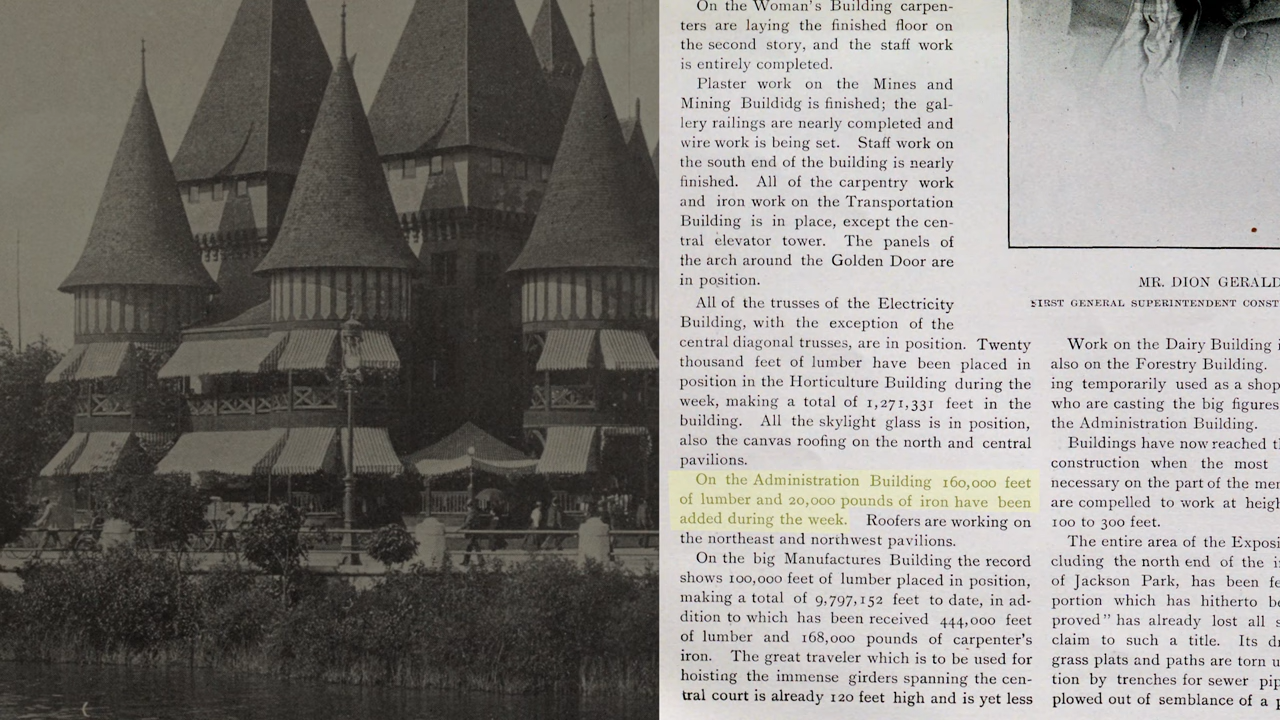 On the Woman's Building carpen-
ters are laying the finished floor on
the second story, and the staff work
is entirely completed.
Plaster work on the Mines and
Mining Buildidg is finished; the gal-
lery railings are nearly completed and
wire work is being set. Staff work on
the south end of the building is nearly
finished. All of the carpentry work
and iron work on the Transportation
Building is in place, except the cen-
tral elevator tower. The panels of
the arch around the Golden Door are
in position.
All of the trusses of the Electricity
Building, with the exception of the
central diagonal trusses, are in position. Twenty
thousand feet of lumber have been placed in
position in the Horticulture Building during the
week, making a total of 1,271,331 feet in the
building. All the skylight glass is in position,
also the canvas roofing on the north and central
pavilions.
On the Administration Building 160,000 feet
of lumber and 20,000 pounds of iron have been
added during the week. Roofers are working on
the northeast and northwest pavilions.
On the big Manufactures Building the record
shows 100,000 feet of lumber placed in position,
making a total of 9,797,152 feet to date, in ad-
dition to which has been received 444,000 feet
of lumber and 168,000 pounds of carpenter's
iron. The great traveler which is to be used for
hoisting the immense girders spanning the cen-
tral court is already 120 feet high and is yet less
MR. DION GERALD
FIRST GENERAL SUPERINTENDENT CONST
Work on the Dairy Building i
also on the Forestry Building.
ing temporarily used as a shop
who are casting the big figures
the Administration Building.
Buildings have now reached t
construction when the most
necessary on the part of the mer
are compelled to work at heigh
100 to 300 feet.
The entire area of the Exposi
cluding the north end of the i
of Jackson Park, has been fe
portion which has hitherto be
proved" has already lost all s
claim to such a title. Its dr
grass plats and paths are torn u
tion by trenches for sewer pip
plowed out of semblance of a p